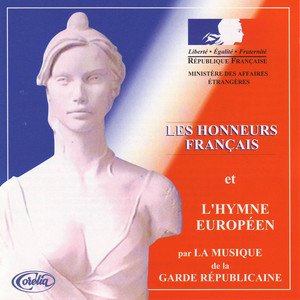 Liberté • Égalité • Fraternité
RÉPUBLIQUE FRANÇAISE
MINISTÈRE DES AFFAIRES
ÉTRANGÈRES
LES HONNEURS
FRANÇAIS
et
L'HYMNE
EUROPÉEN
par LA MUSIQUE
de la
GARDE RÉPUBLICAINE
Corélia